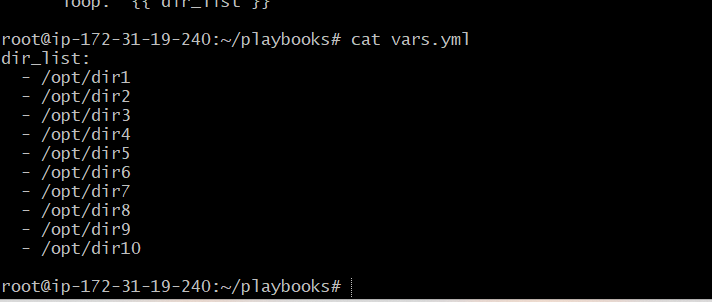 loop: "{{ dir_list }}"
root@ip-172-31-19-240:~/playbooks# cat vars.yml
dir_list:
  - /opt/dir1
  - /opt/dir2
  - /opt/dir3
  - /opt/dir4
  - /opt/dir5
  - /opt/dir6
  - /opt/dir7
  - /opt/dir8
  - /opt/dir9
  - /opt/dir10
root@ip-172-31-19-240:~/playbooks#